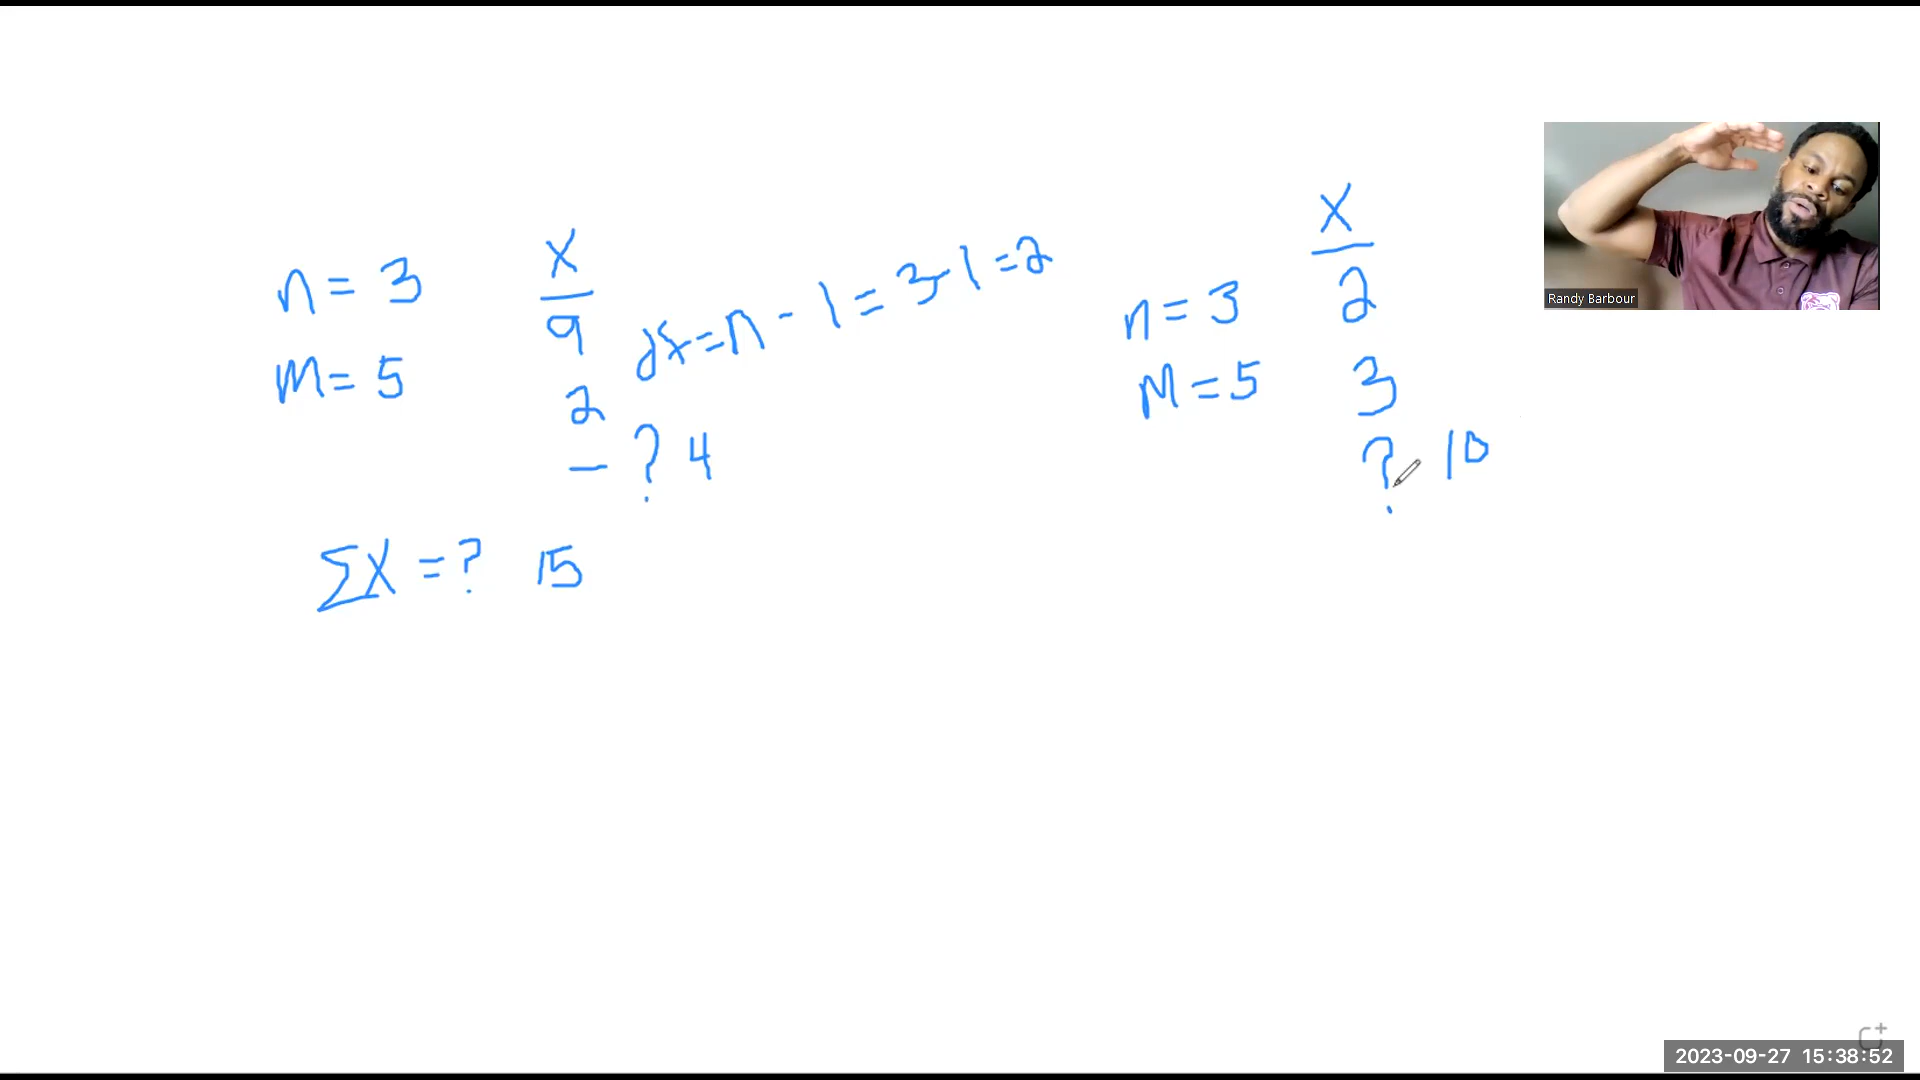 n = 3
M = 5
X
9
2
— ? 4
ΣX = ? 15
df = n - 1 = 3 - 1 = 2
n = 3
M = 5
X
2
3
? 10
Randy Barbour
2023-09-27 15:38:52